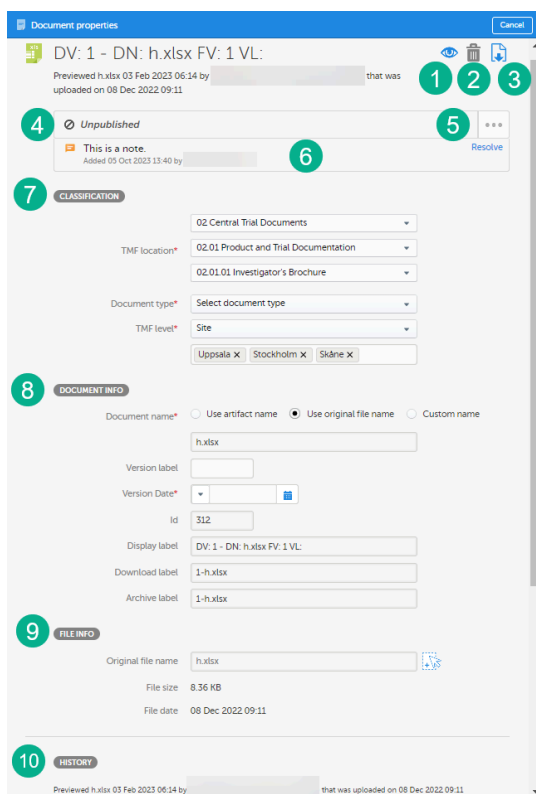 Document properties
Cancel
DV: 1 - DN: h.xlsx FV: 1 VL:
Previewed h.xlsx 03 Feb 2023 06:14 by that was
uploaded on 08 Dec 2022 09:11
1 2 3
4 Unpublished 5
This is a note. Resolve
Added 05 Oct 2023 13:40 by
6
7 CLASSIFICATION
02 Central Trial Documents
TMF location* 02.01 Product and Trial Documentation
02.01.01 Investigator's Brochure
Document type* Select document type
TMF level* Site
Uppsala x Stockholm x Skåne x
8 DOCUMENT INFO
Document name* Use artifact name Use original file name Custom name
h.xlsx
Version label
Version Date*
Id 312
Display label DV: 1 - DN: h.xlsx FV: 1 VL:
Download label 1-h.xlsx
Archive label 1-h.xlsx
9 FILE INFO
Original file name h.xlsx
File size 8.36 KB
File date 08 Dec 2022 09:11
10 HISTORY
Previewed h.xlsx 03 Feb 2023 06:14 by that was uploaded on 08 Dec 2022 09:11